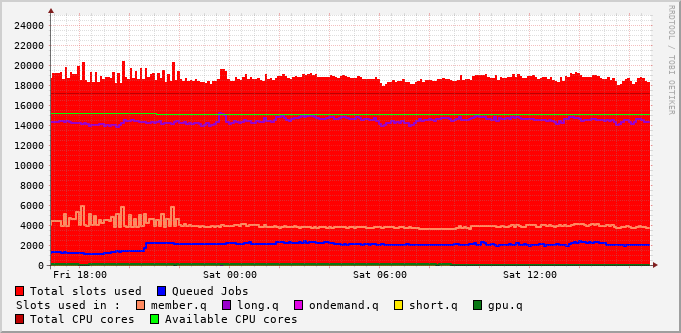 24000
22000
20000
18000
16000
14000
12000
10000
8000
6000
4000
2000
0
Fri 18:00 Sat 00:00 Sat 06:00 Sat 12:00
RRDTOOL / TOBI OETIKER
Total slots used Queued Jobs
Slots used in : member.q long.q ondemand.q short.q gpu.q
Total CPU cores Available CPU cores